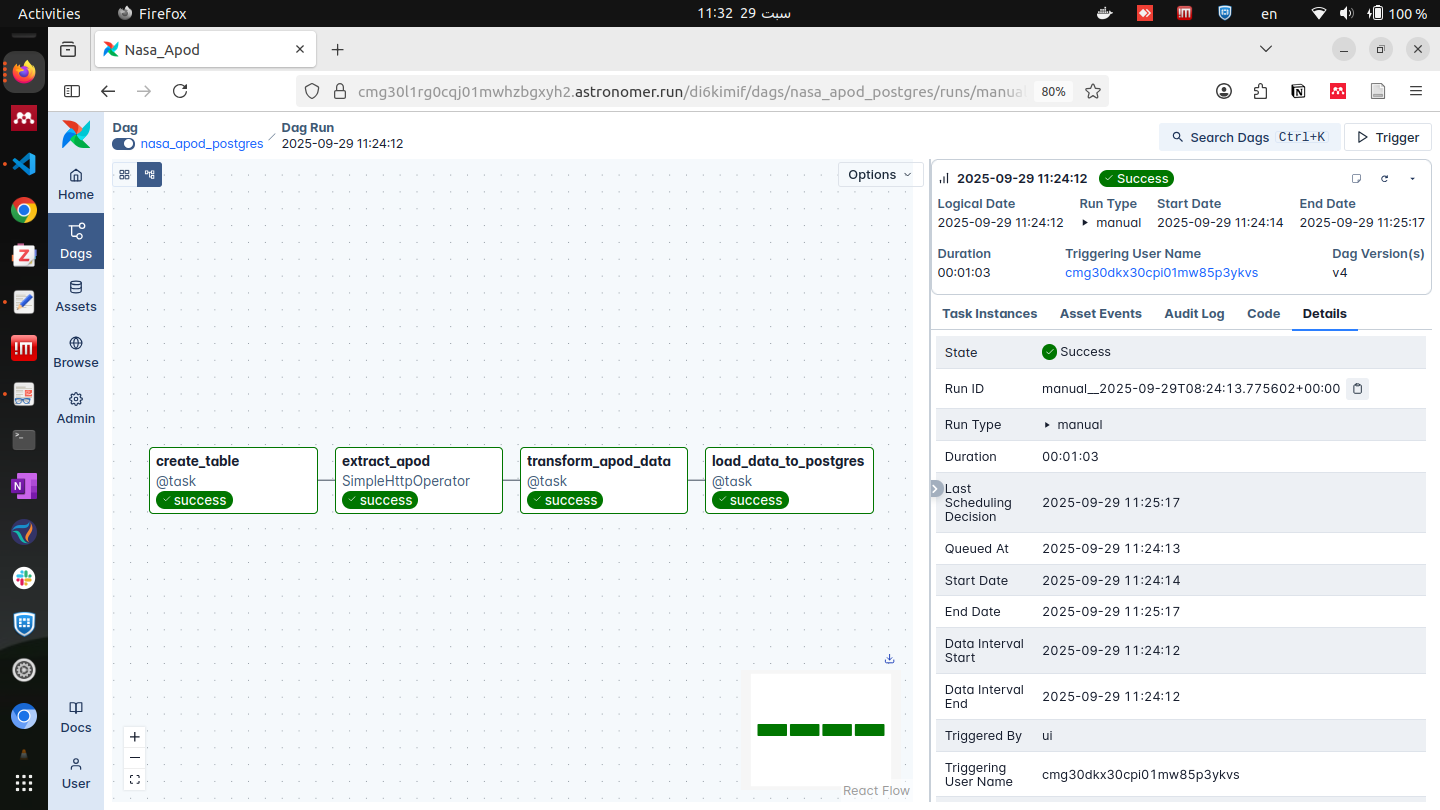 Activities
Firefox
11:32 29 سبت
en
100 %
Nasa_Apod
cmg30l1rg0cqj01mwhzbgxyh2.astronomer.run/di6kimif/dags/nasa_apod_postgres/runs/manua
80%
Dag
nasa_apod_postgres
Dag Run
2025-09-29 11:24:12
Search Dags Ctrl+K
Trigger
Home
Dags
Assets
Browse
Admin
Docs
User
Options
create_table
@task
success
extract_apod
SimpleHttpOperator
success
transform_apod_data
@task
success
load_data_to_postgres
@task
success
React Flow
2025-09-29 11:24:12 Success
Logical Date Run Type Start Date End Date
2025-09-29 11:24:12 manual 2025-09-29 11:24:14 2025-09-29 11:25:17
Duration Triggering User Name Dag Version(s)
00:01:03 cmg30dkx30cpi01mw85p3ykvs v4
Task Instances Asset Events Audit Log Code Details
State Success
Run ID manual__2025-09-29T08:24:13.775602+00:00
Run Type manual
Duration 00:01:03
Last
Scheduling 2025-09-29 11:25:17
Decision
Queued At 2025-09-29 11:24:13
Start Date 2025-09-29 11:24:14
End Date 2025-09-29 11:25:17
Data Interval
Start 2025-09-29 11:24:12
Data Interval
End 2025-09-29 11:24:12
Triggered By ui
Triggering
User Name cmg30dkx30cpi01mw85p3ykvs